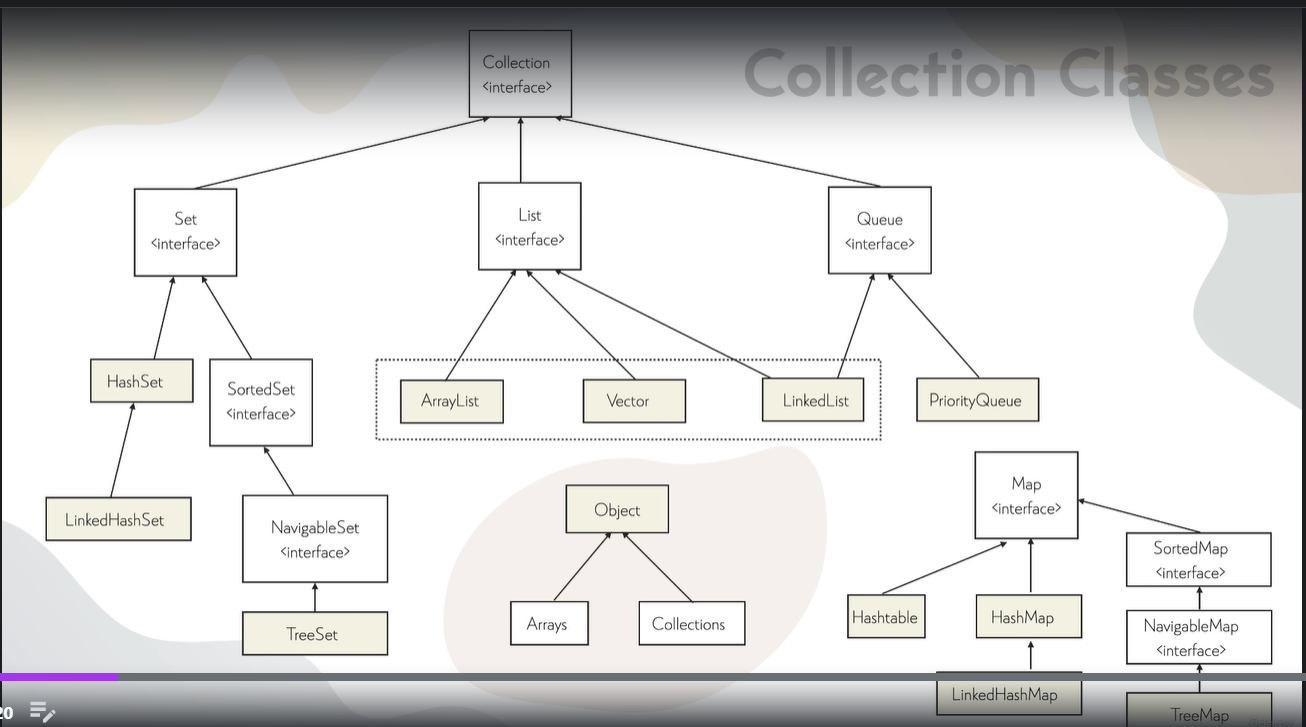 Collection Classes
Collection
<interface>
Set
<interface>
List
<interface>
Queue
<interface>
HashSet
SortedSet
<interface>
ArrayList
Vector
LinkedList
PriorityQueue
LinkedHashSet
NavigableSet
<interface>
TreeSet
Object
Arrays
Collections
Map
<interface>
SortedMap
<interface>
Hashtable
HashMap
NavigableMap
<interface>
LinkedHashMap
TreeMap
20